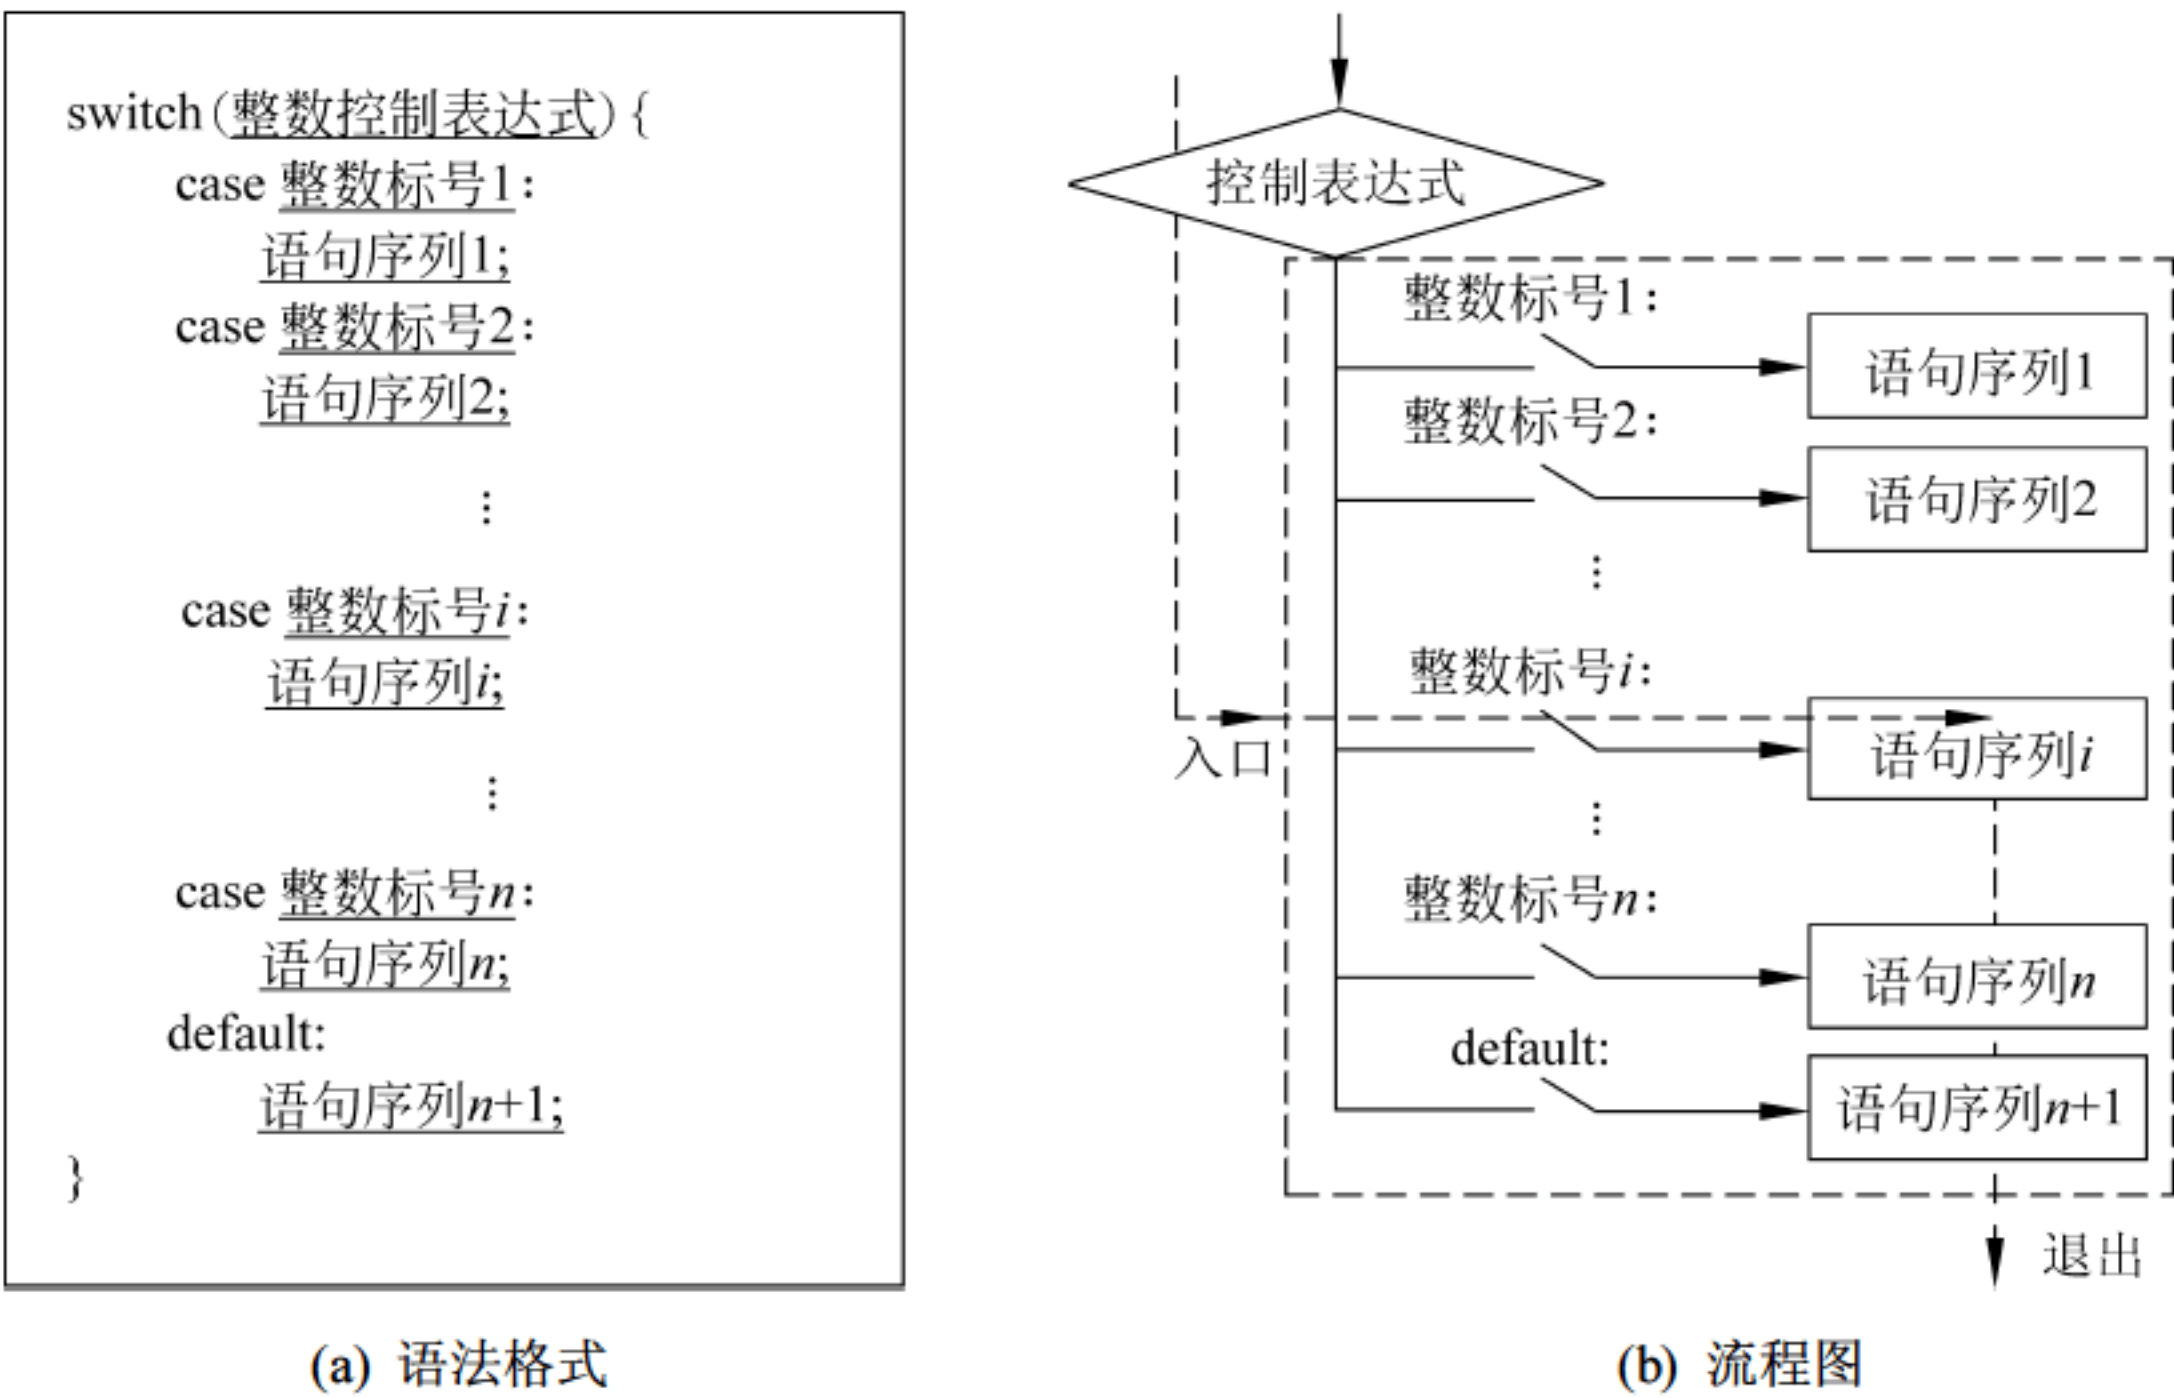 switch(整数控制表达式){
case 整数标号1:
语句序列1;
case 整数标号2:
语句序列2;
⋮
case 整数标号i:
语句序列i;
⋮
case 整数标号n:
语句序列n;
default:
语句序列n+1;
}
(a) 语法格式
控制表达式
整数标号1:
语句序列1
整数标号2:
语句序列2
⋮
整数标号i:
入口
语句序列i
⋮
整数标号n:
语句序列n
default:
语句序列n+1
退出
(b) 流程图